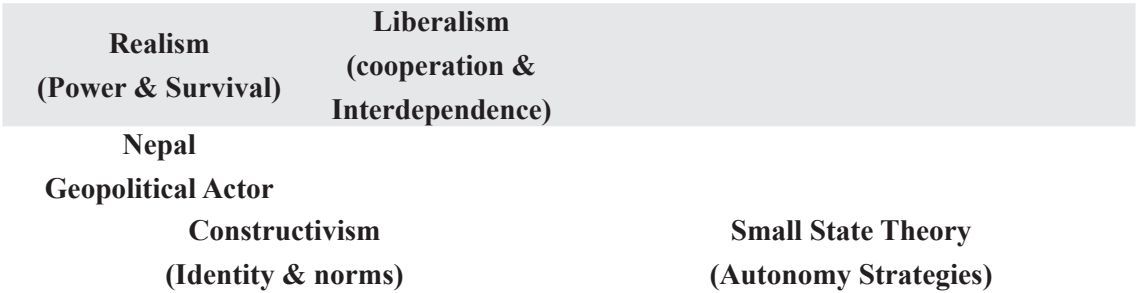 Realism
(Power & Survival)
Liberalism
(cooperation &
Interdependence)
Nepal
Geopolitical Actor
Constructivism
(Identity & norms)
Small State Theory
(Autonomy Strategies)